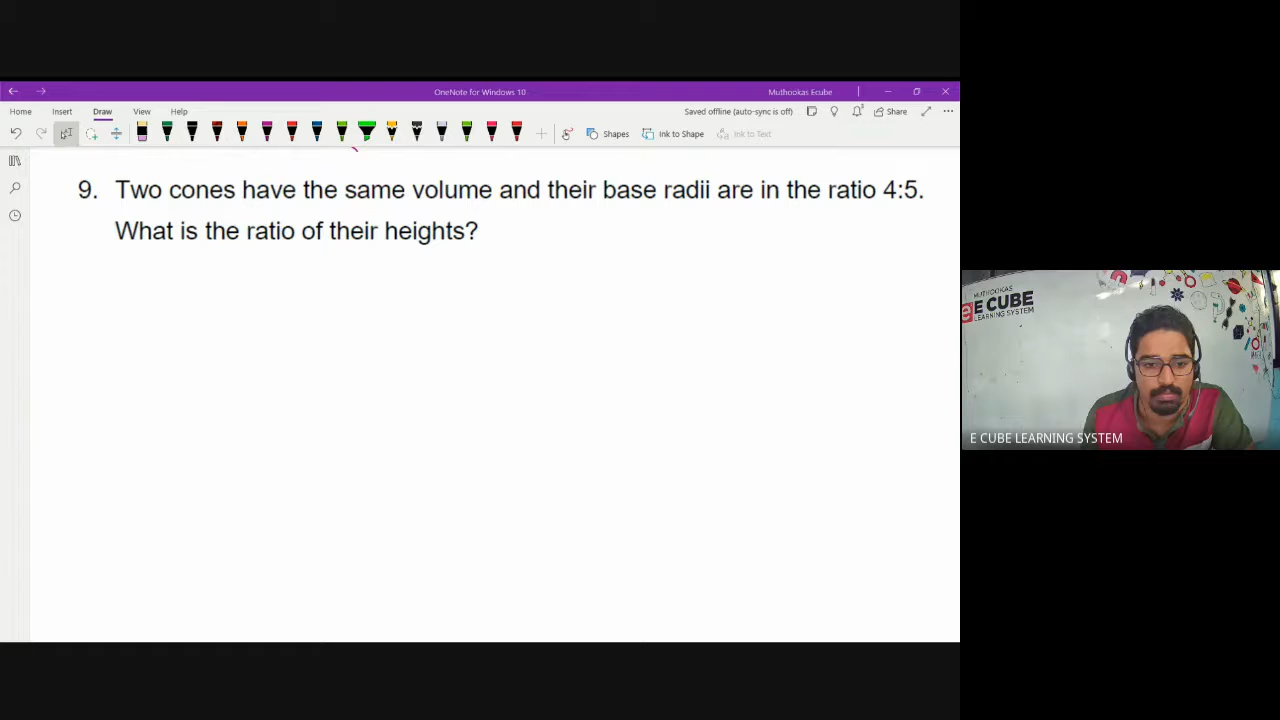 OneNote for Windows 10
Muthookas Ecube
Home Insert Draw View Help
Saved offline (auto-sync is off)
Share
Shapes
Ink to Shape
Ink to Text
9. Two cones have the same volume and their base radii are in the ratio 4:5.
What is the ratio of their heights?
MUTHOOKAS
e E CUBE
LEARNING SYSTEM
E CUBE LEARNING SYSTEM